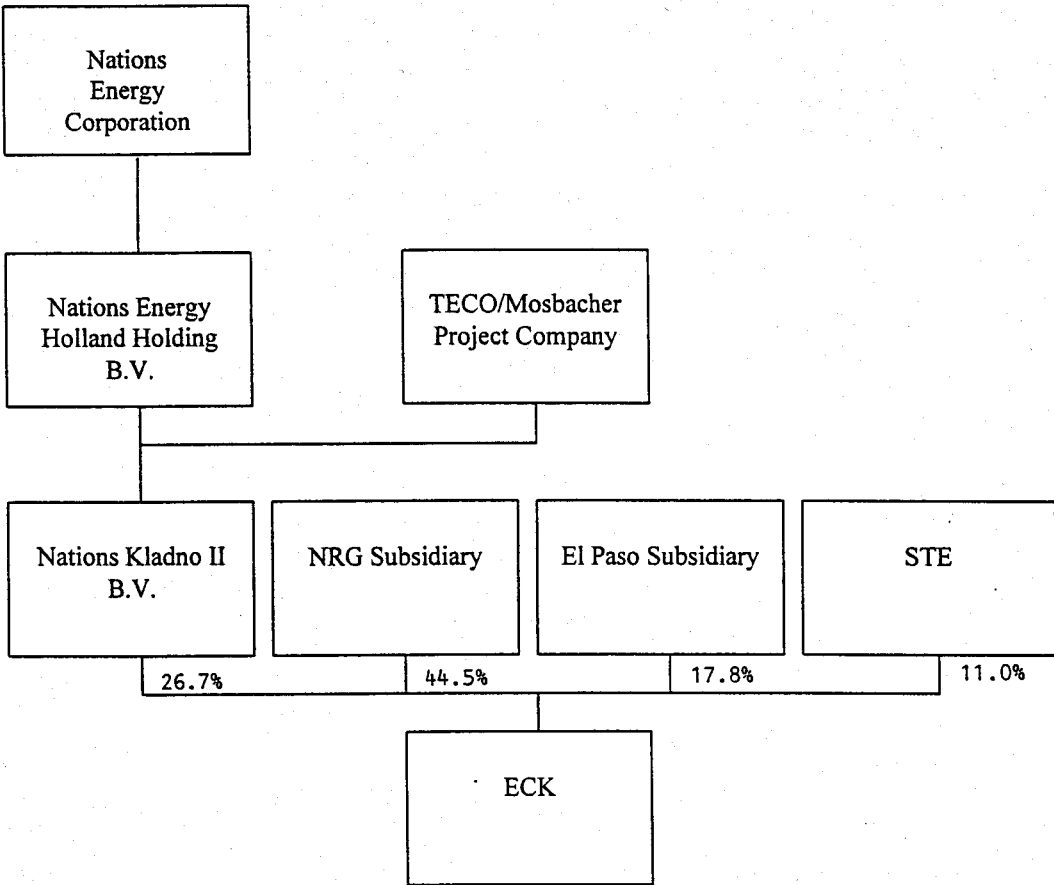 Nations
Energy
Corporation
Nations Energy
Holland Holding
B.V.
TECO/Mosbacher
Project Company
Nations Kladno II
B.V.
NRG Subsidiary
El Paso Subsidiary
STE
26.7%
44.5%
17.8%
11.0%
ECK